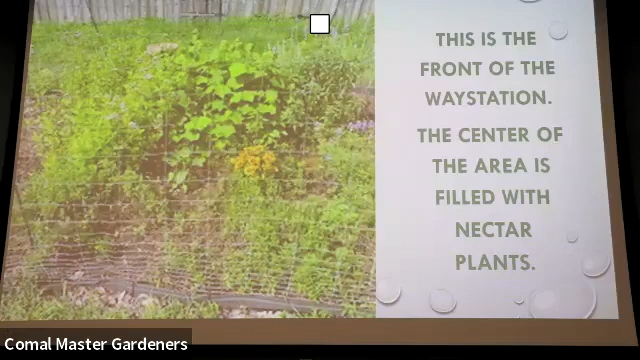 THIS IS THE
FRONT OF THE
WAYSTATION.
THE CENTER OF
THE AREA IS
FILLED WITH
NECTAR
PLANTS.
Comal Master Gardeners